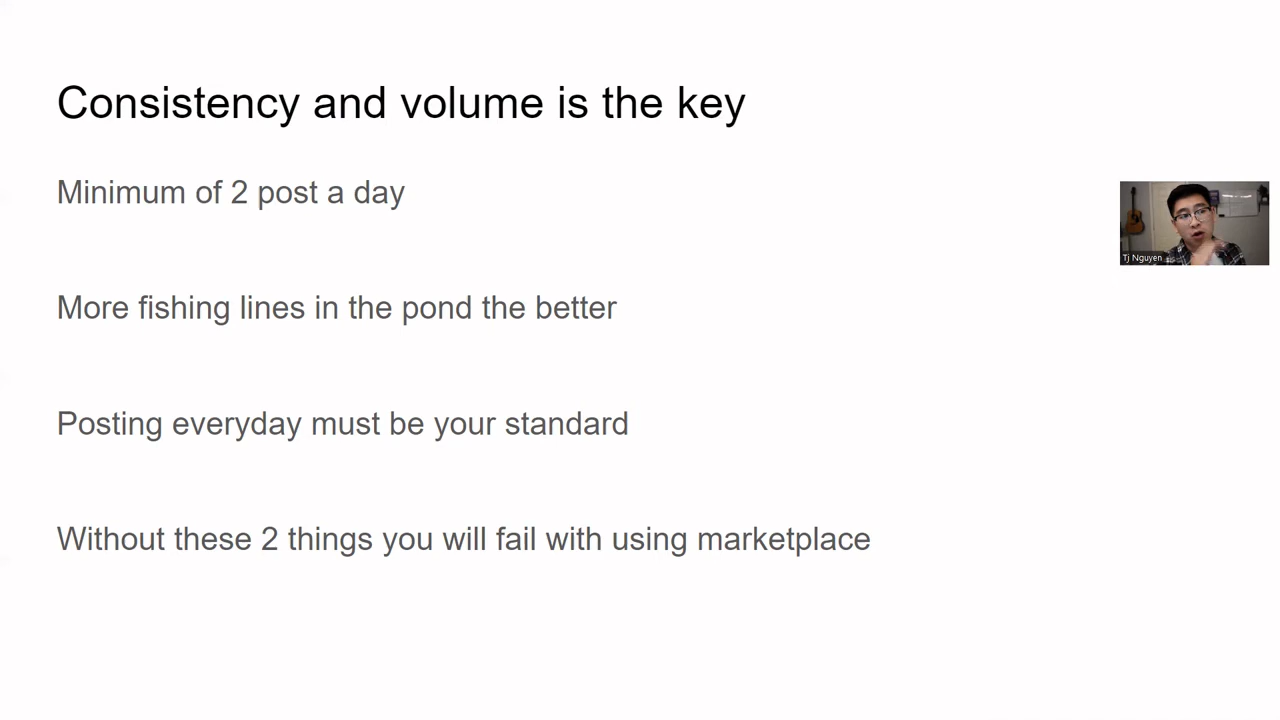 Consistency and volume is the key
Minimum of 2 post a day
Tj Nguyen
More fishing lines in the pond the better
Posting everyday must be your standard
Without these 2 things you will fail with using marketplace